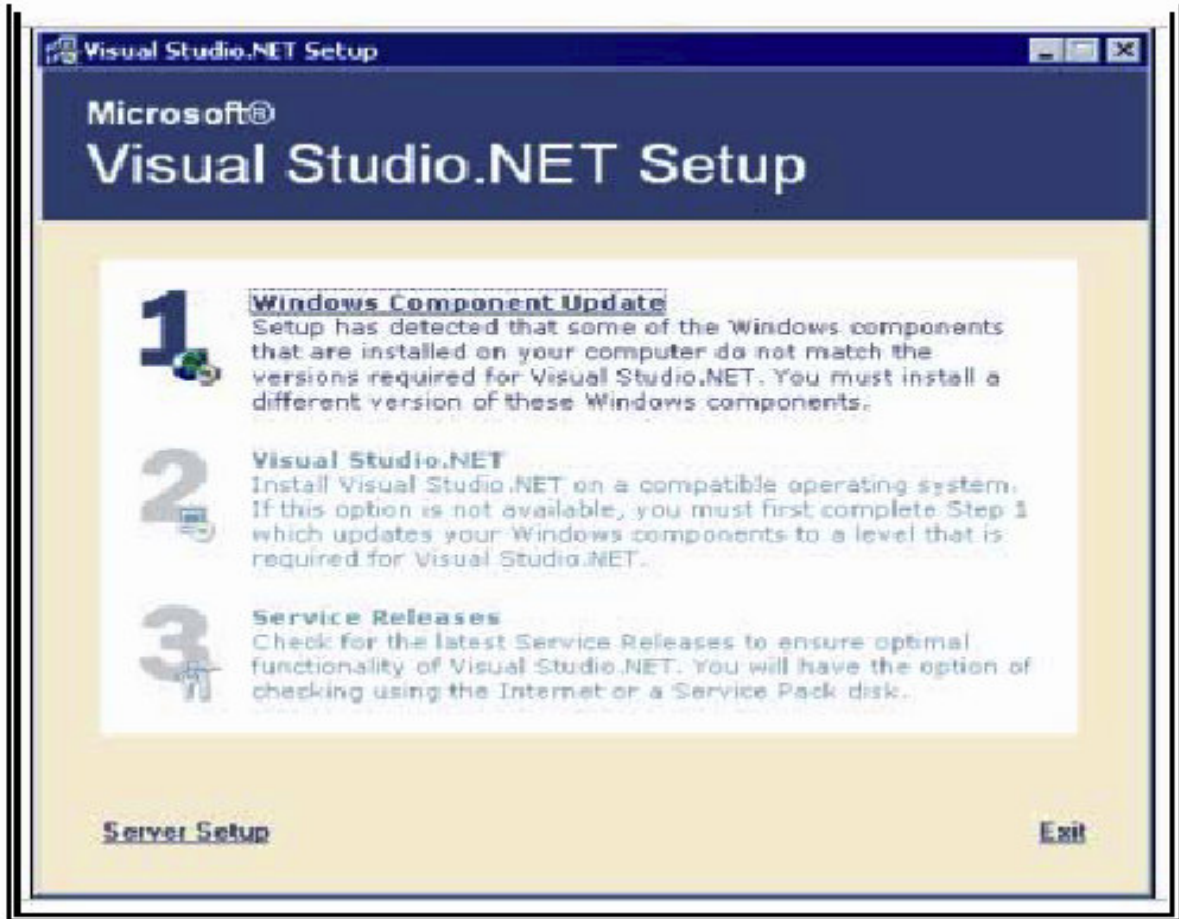 Visual Studio.NET Setup
Microsoft®
Visual Studio.NET Setup
1
Windows Component Update
Setup has detected that some of the Windows components
that are installed on your computer do not match the
versions required for Visual Studio.NET. You must install a
different version of these Windows components.
2
Visual Studio.NET
Install Visual Studio.NET on a compatible operating system.
If this option is not available, you must first complete Step 1
which updates your Windows components to a level that is
required for Visual Studio.NET.
3
Service Releases
Check for the latest Service Releases to ensure optimal
functionality of Visual Studio.NET. You will have the option of
checking using the Internet or a Service Pack disk.
Server Setup
Exit